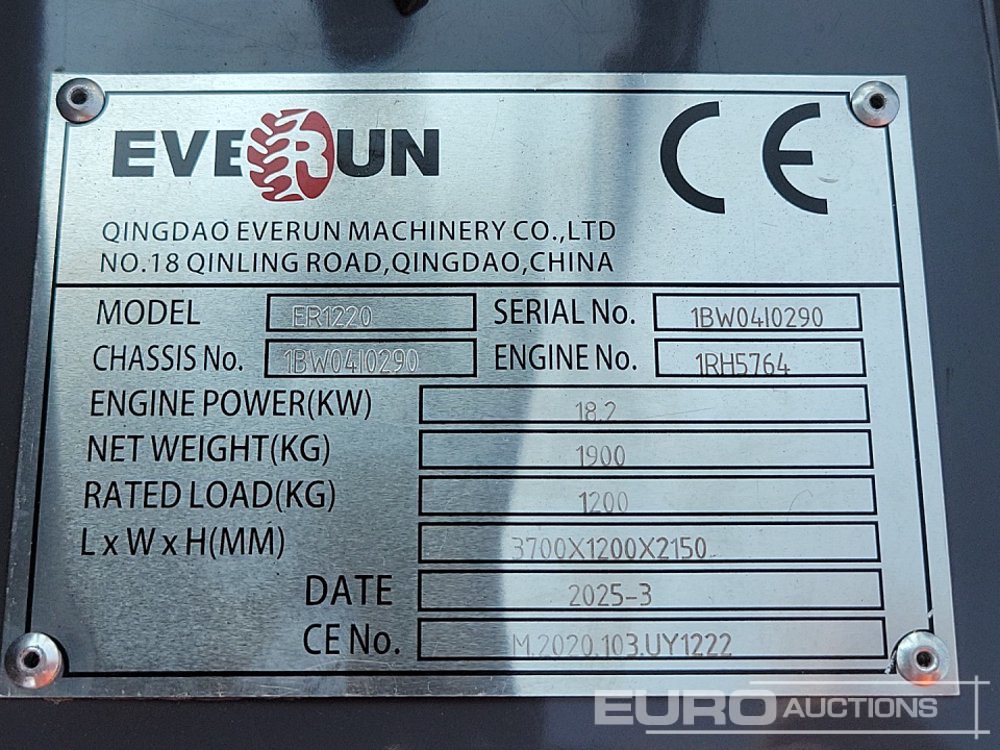 EVERUN
CE
QINGDAO EVERUN MACHINERY CO.,LTD
NO.18 QINLING ROAD,QINGDAO,CHINA
MODEL ER1220 SERIAL No. 1BW04I0290
CHASSIS No. 1BW04I0290 ENGINE No. 1RH5764
ENGINE POWER(KW) 18.2
NET WEIGHT(KG) 1900
RATED LOAD(KG) 1200
L x W x H(MM) 3700X1200X2150
DATE 2025-3
CE No. M.2020.103.UY1222
EURO AUCTIONS